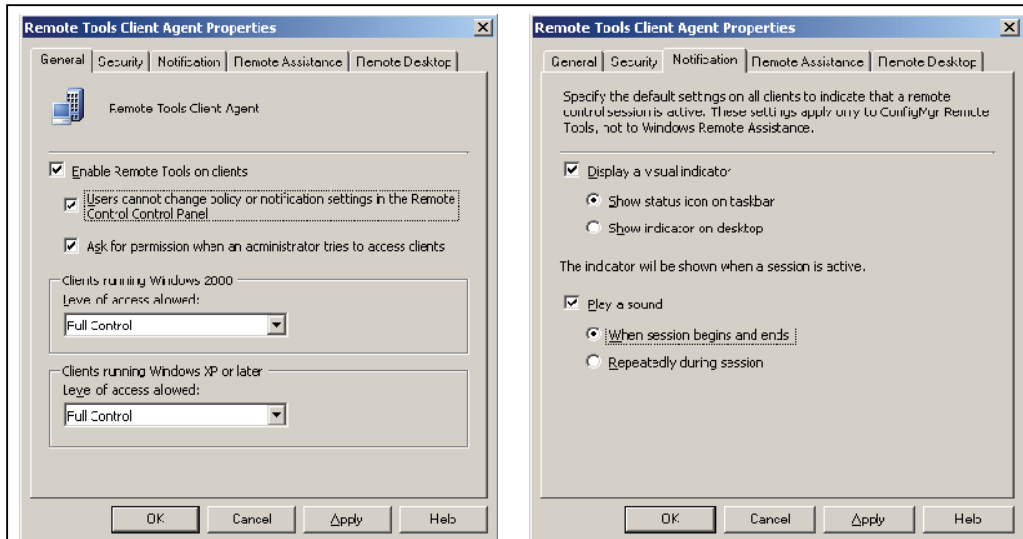 Remote Tools Client Agent Properties
General Security Notification Remote Assistance Remote Desktop
Remote Tools Client Agent
Enable Remote Tools on clients
Users cannot change policy or notification settings in the Remote
Control Control Panel
Ask for permission when an administrator tries to access clients
Clients running Windows 2000
Level of access allowed:
Full Control
Clients running Windows XP or later
Level of access allowed:
Full Control
OK Cancel Apply Help
Remote Tools Client Agent Properties
General Security Notification Remote Assistance Remote Desktop
Specify the default settings on all clients to indicate that a remote
control session is active. These settings apply only to ConfigMgr Remote
Tools, not to Windows Remote Assistance.
Display a visual indicator
Show status icon on taskbar
Show indicator on desktop
The indicator will be shown when a session is active.
Play a sound
When session begins and ends
Repeatedly during session
OK Cancel Apply Help